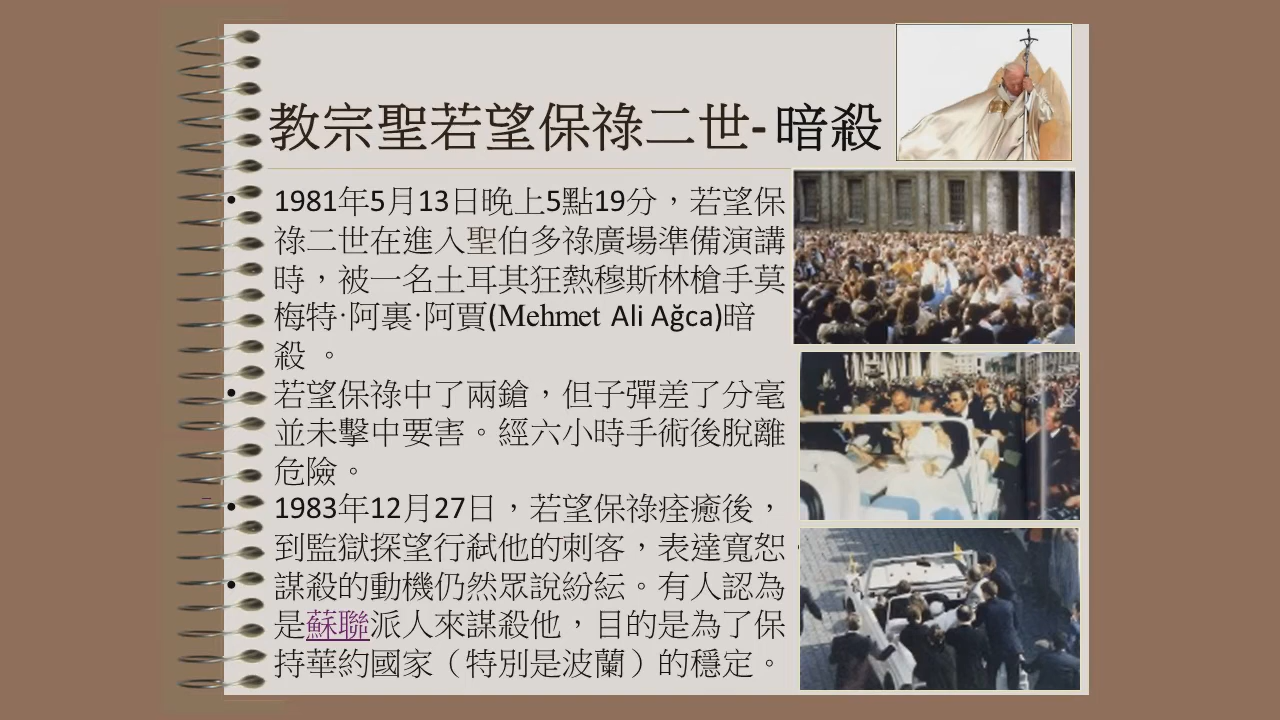 教宗聖若望保祿二世-暗殺
• 1981年5月13日晚上5點19分，若望保
祿二世在進入聖伯多祿廣場準備演講
時，被一名土耳其狂熱穆斯林槍手莫
梅特·阿裏·阿賈(Mehmet Ali Ağca)暗
殺 。
• 若望保祿中了兩鎗，但子彈差了分毫
並未擊中要害。經六小時手術後脫離
危險。
• 1983年12月27日，若望保祿痊癒後，
到監獄探望行弒他的刺客，表達寬恕.
• 謀殺的動機仍然眾說紛紜。有人認為
是蘇聯派人來謀殺他，目的是為了保
持華約國家（特別是波蘭）的穩定。